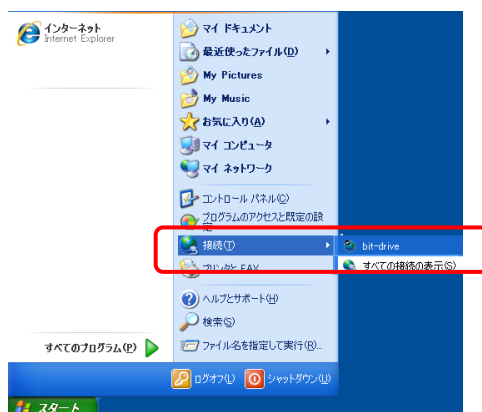 インターネット
Internet Explorer
すべてのプログラム(P)
マイ ドキュメント
最近使ったファイル(D)
My Pictures
My Music
お気に入り(A)
マイ コンピュータ
マイ ネットワーク
コントロール パネル(C)
プログラムのアクセスと既定の設
定
接続(T)
プリンタと FAX
ヘルプとサポート(H)
検索(S)
ファイル名を指定して実行(R)...
bit-drive
すべての接続の表示(S)
ログオフ(L)
シャットダウン(U)
スタート